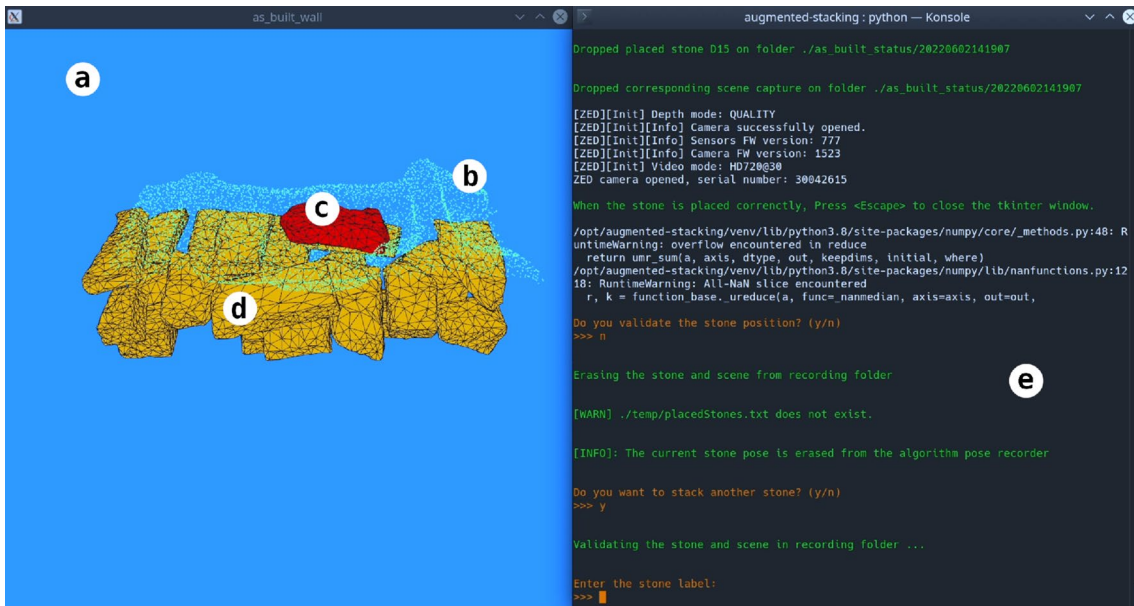 as_built_wall
augmented-stacking : python — Konsole
a
b
c
d
Dropped placed stone D15 on folder ./as_built_status/20220602141907
Dropped corresponding scene capture on folder ./as_built_status/20220602141907
[ZED][Init] Depth mode: QUALITY
[ZED][Init][Info] Camera successfully opened.
[ZED][Init][Info] Sensors FW version: 777
[ZED][Init][Info] Camera FW version: 1523
[ZED][Init] Video mode: HD720@30
ZED camera opened, serial number: 30042615
When the stone is placed correnctly, Press <Escape> to close the tkinter window.
/opt/augmented-stacking/venv/lib/python3.8/site-packages/numpy/core/_methods.py:48: R
untimeWarning: overflow encountered in reduce
return umr_sum(a, axis, dtype, out, keepdims, initial, where)
/opt/augmented-stacking/venv/lib/python3.8/site-packages/numpy/lib/nanfunctions.py:12
18: RuntimeWarning: All-NaN slice encountered
r, k = function_base._ureduce(a, func=_nanmedian, axis=axis, out=out,
Do you validate the stone position? (y/n)
>>> n
Erasing the stone and scene from recording folder
e
[WARN] ./temp/placedStones.txt does not exist.
[INFO]: The current stone pose is erased from the algorithm pose recorder
Do you want to stack another stone? (y/n)
>>> y
Validating the stone and scene in recording folder ...
Enter the stone label:
>>>